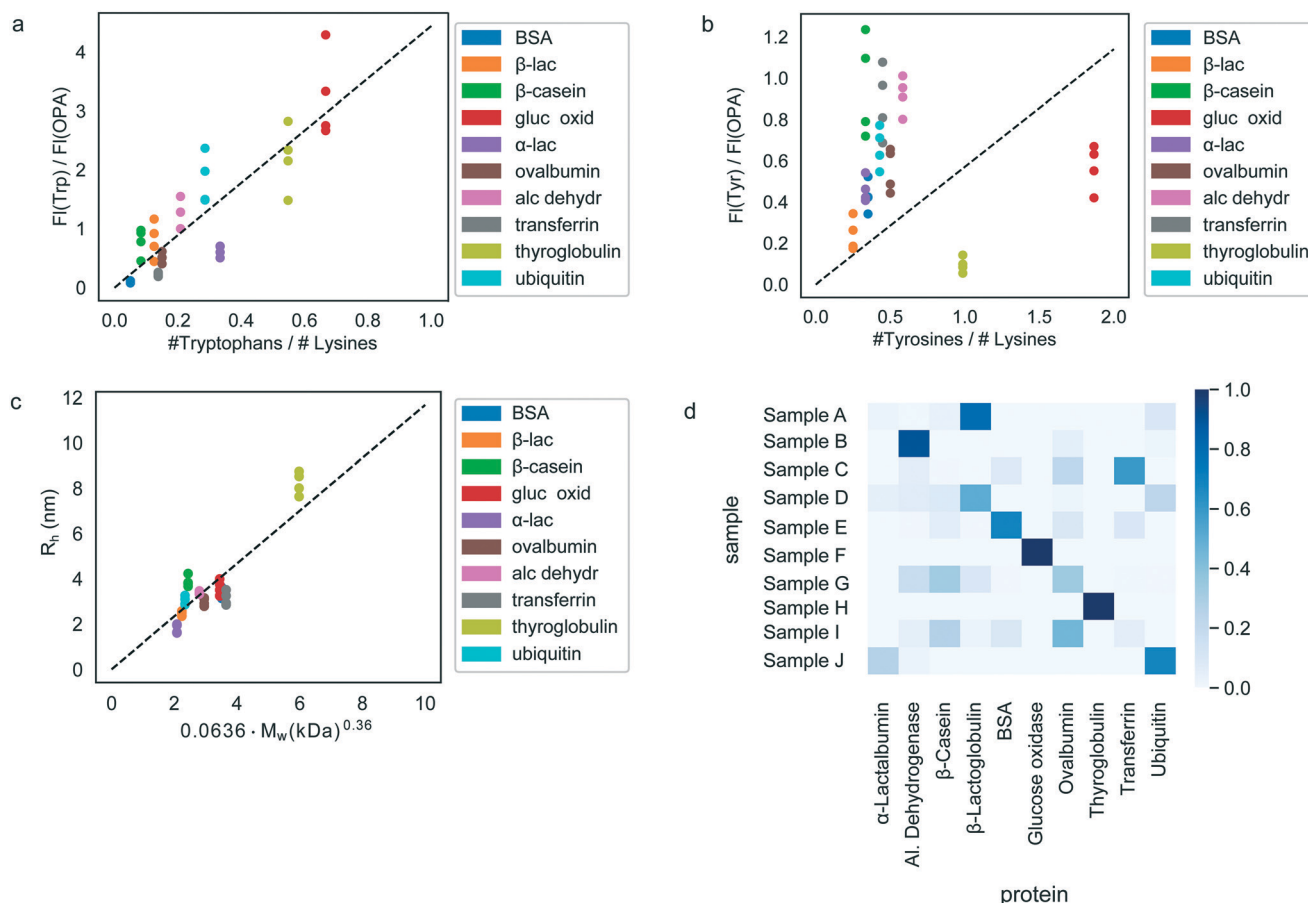 a
4
3
2
1
0
FI(Trp) / FI(OPA)
0.0 0.2 0.4 0.6 0.8 1.0
#Tryptophans / # Lysines
BSA
β-lac
β-casein
gluc oxid
α-lac
ovalbumin
alc dehydr
transferrin
thyroglobulin
ubiquitin
b
1.2
1.0
0.8
0.6
0.4
0.2
0.0
FI(Tyr) / FI(OPA)
0.0 0.5 1.0 1.5 2.0
#Tyrosines / # Lysines
BSA
β-lac
β-casein
gluc oxid
α-lac
ovalbumin
alc dehydr
transferrin
thyroglobulin
ubiquitin
c
12
10
8
6
4
2
0
Rh (nm)
0 2 4 6 8 10
0.0636 · Mw(kDa)0.36
BSA
β-lac
β-casein
gluc oxid
α-lac
ovalbumin
alc dehydr
transferrin
thyroglobulin
ubiquitin
d
sample
Sample A
Sample B
Sample C
Sample D
Sample E
Sample F
Sample G
Sample H
Sample I
Sample J
α-Lactalbumin
Al. Dehydrogenase
β-Casein
β-Lactoglobulin
BSA
Glucose oxidase
Ovalbumin
Thyroglobulin
Transferrin
Ubiquitin
protein
1.0
0.8
0.6
0.4
0.2
0.0